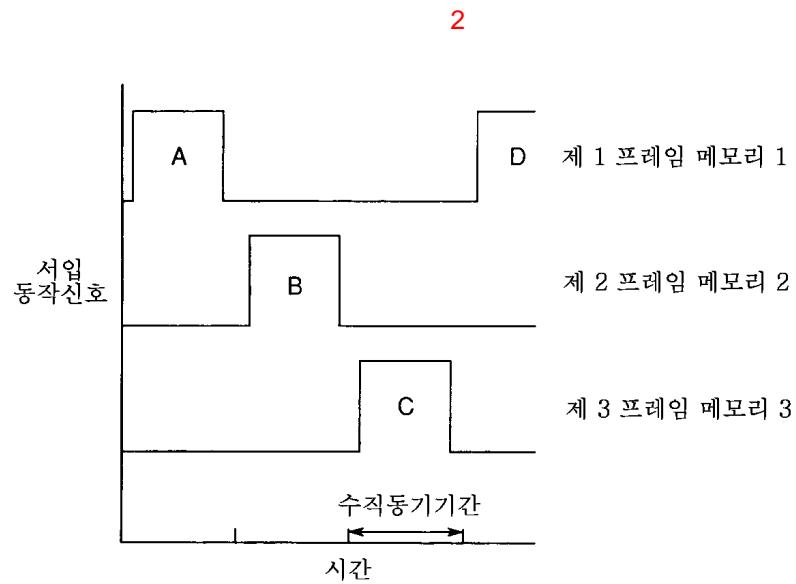 2
A
D
제 1 프레임 메모리 1
서입
동작신호
B
제 2 프레임 메모리 2
C
제 3 프레임 메모리 3
수직동기기간
시간